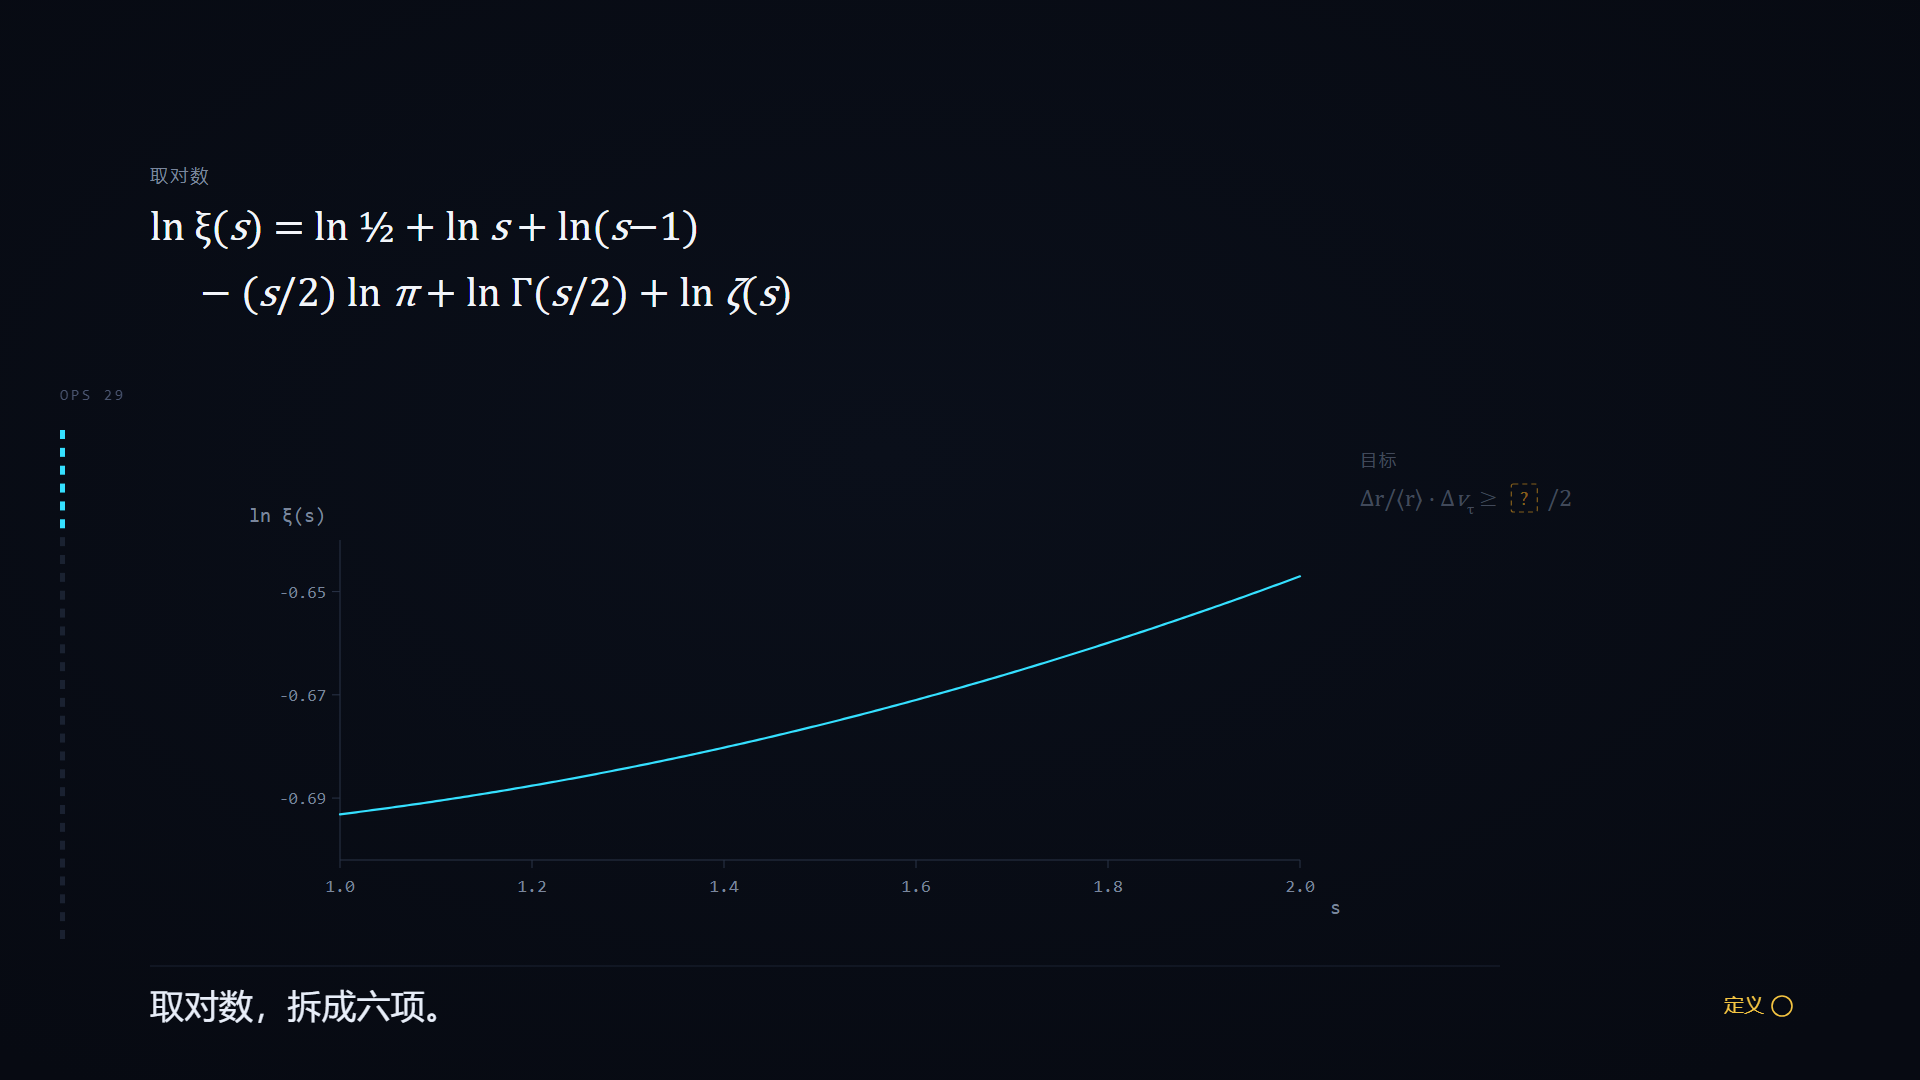 取对数
ln ξ(s) = ln ½ + ln s + ln(s−1)
− (s/2) ln π + ln Γ(s/2) + ln ζ(s)
OPS 29
目标
Δr/⟨r⟩ · Δν_τ ≥ ? /2
ln ξ(s)
-0.65
-0.67
-0.69
1.0 1.2 1.4 1.6 1.8 2.0
s
取对数，拆成六项。
定义 ○